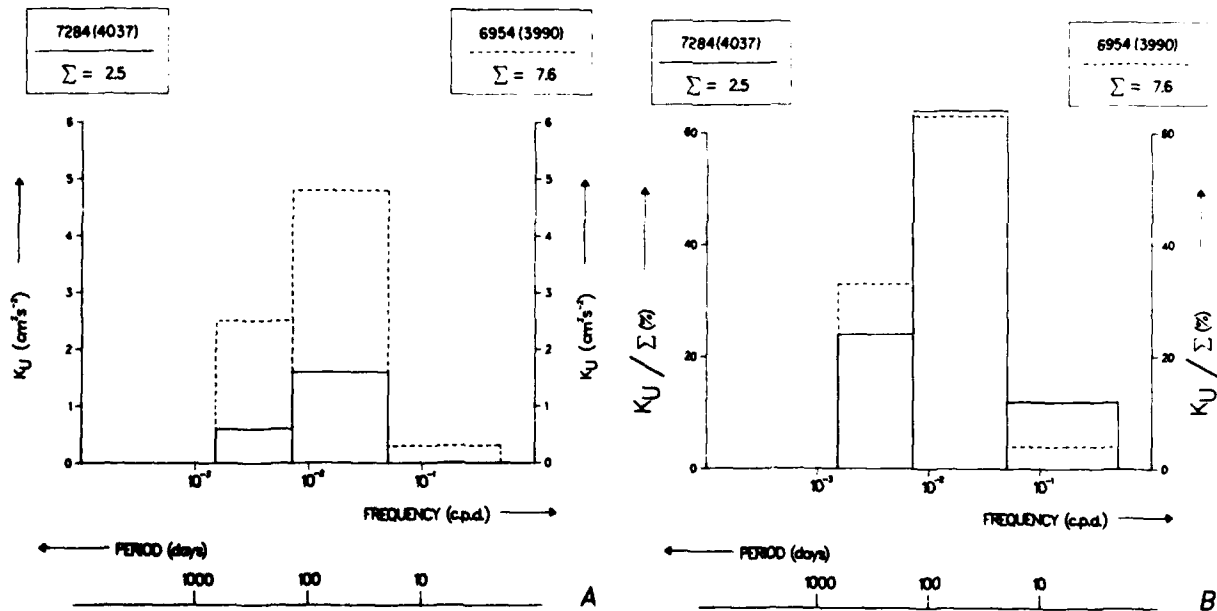 7284 (4037)
∑ = 2.5
6954 (3990)
∑ = 7.6
6
5
4
3
2
1
0
K_U (cm²s⁻²)
6
5
4
3
2
1
0
K_U (cm²s⁻²)
10⁻³
10⁻²
10⁻¹
FREQUENCY (c.p.d.)
PERIOD (days)
1000
100
10
A
7284 (4037)
∑ = 2.5
6954 (3990)
∑ = 7.6
60
40
20
0
K_U / ∑ (%)
60
40
20
0
K_U / ∑ (%)
10⁻³
10⁻²
10⁻¹
FREQUENCY (c.p.d.)
PERIOD (days)
1000
100
10
B